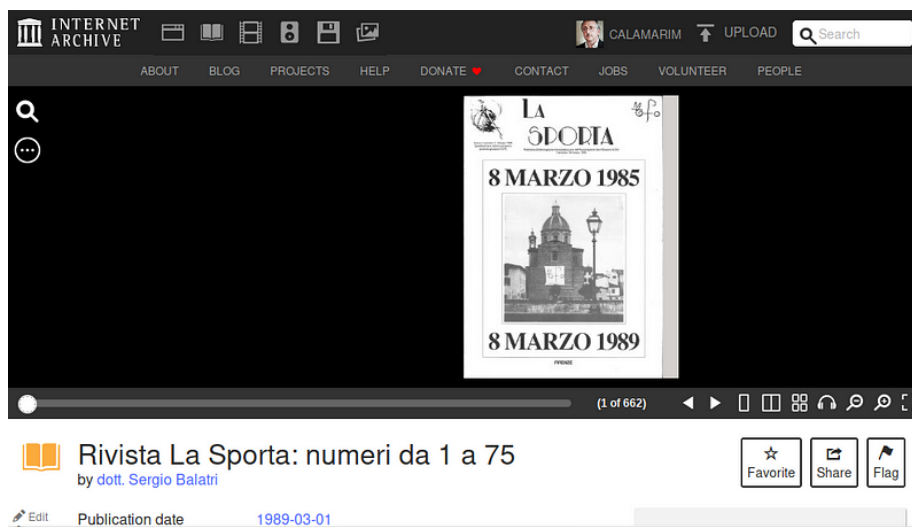 INTERNET
ARCHIVE
CALAMARIM
UPLOAD
Search
ABOUT BLOG PROJECTS HELP DONATE CONTACT JOBS VOLUNTEER PEOPLE
LA
SPORTA
8 MARZO 1985
8 MARZO 1989
FIRENZE
(1 of 662)
Rivista La Sporta: numeri da 1 a 75
by dott. Sergio Balatri
Favorite
Share
Flag
Edit
Publication date 1989-03-01